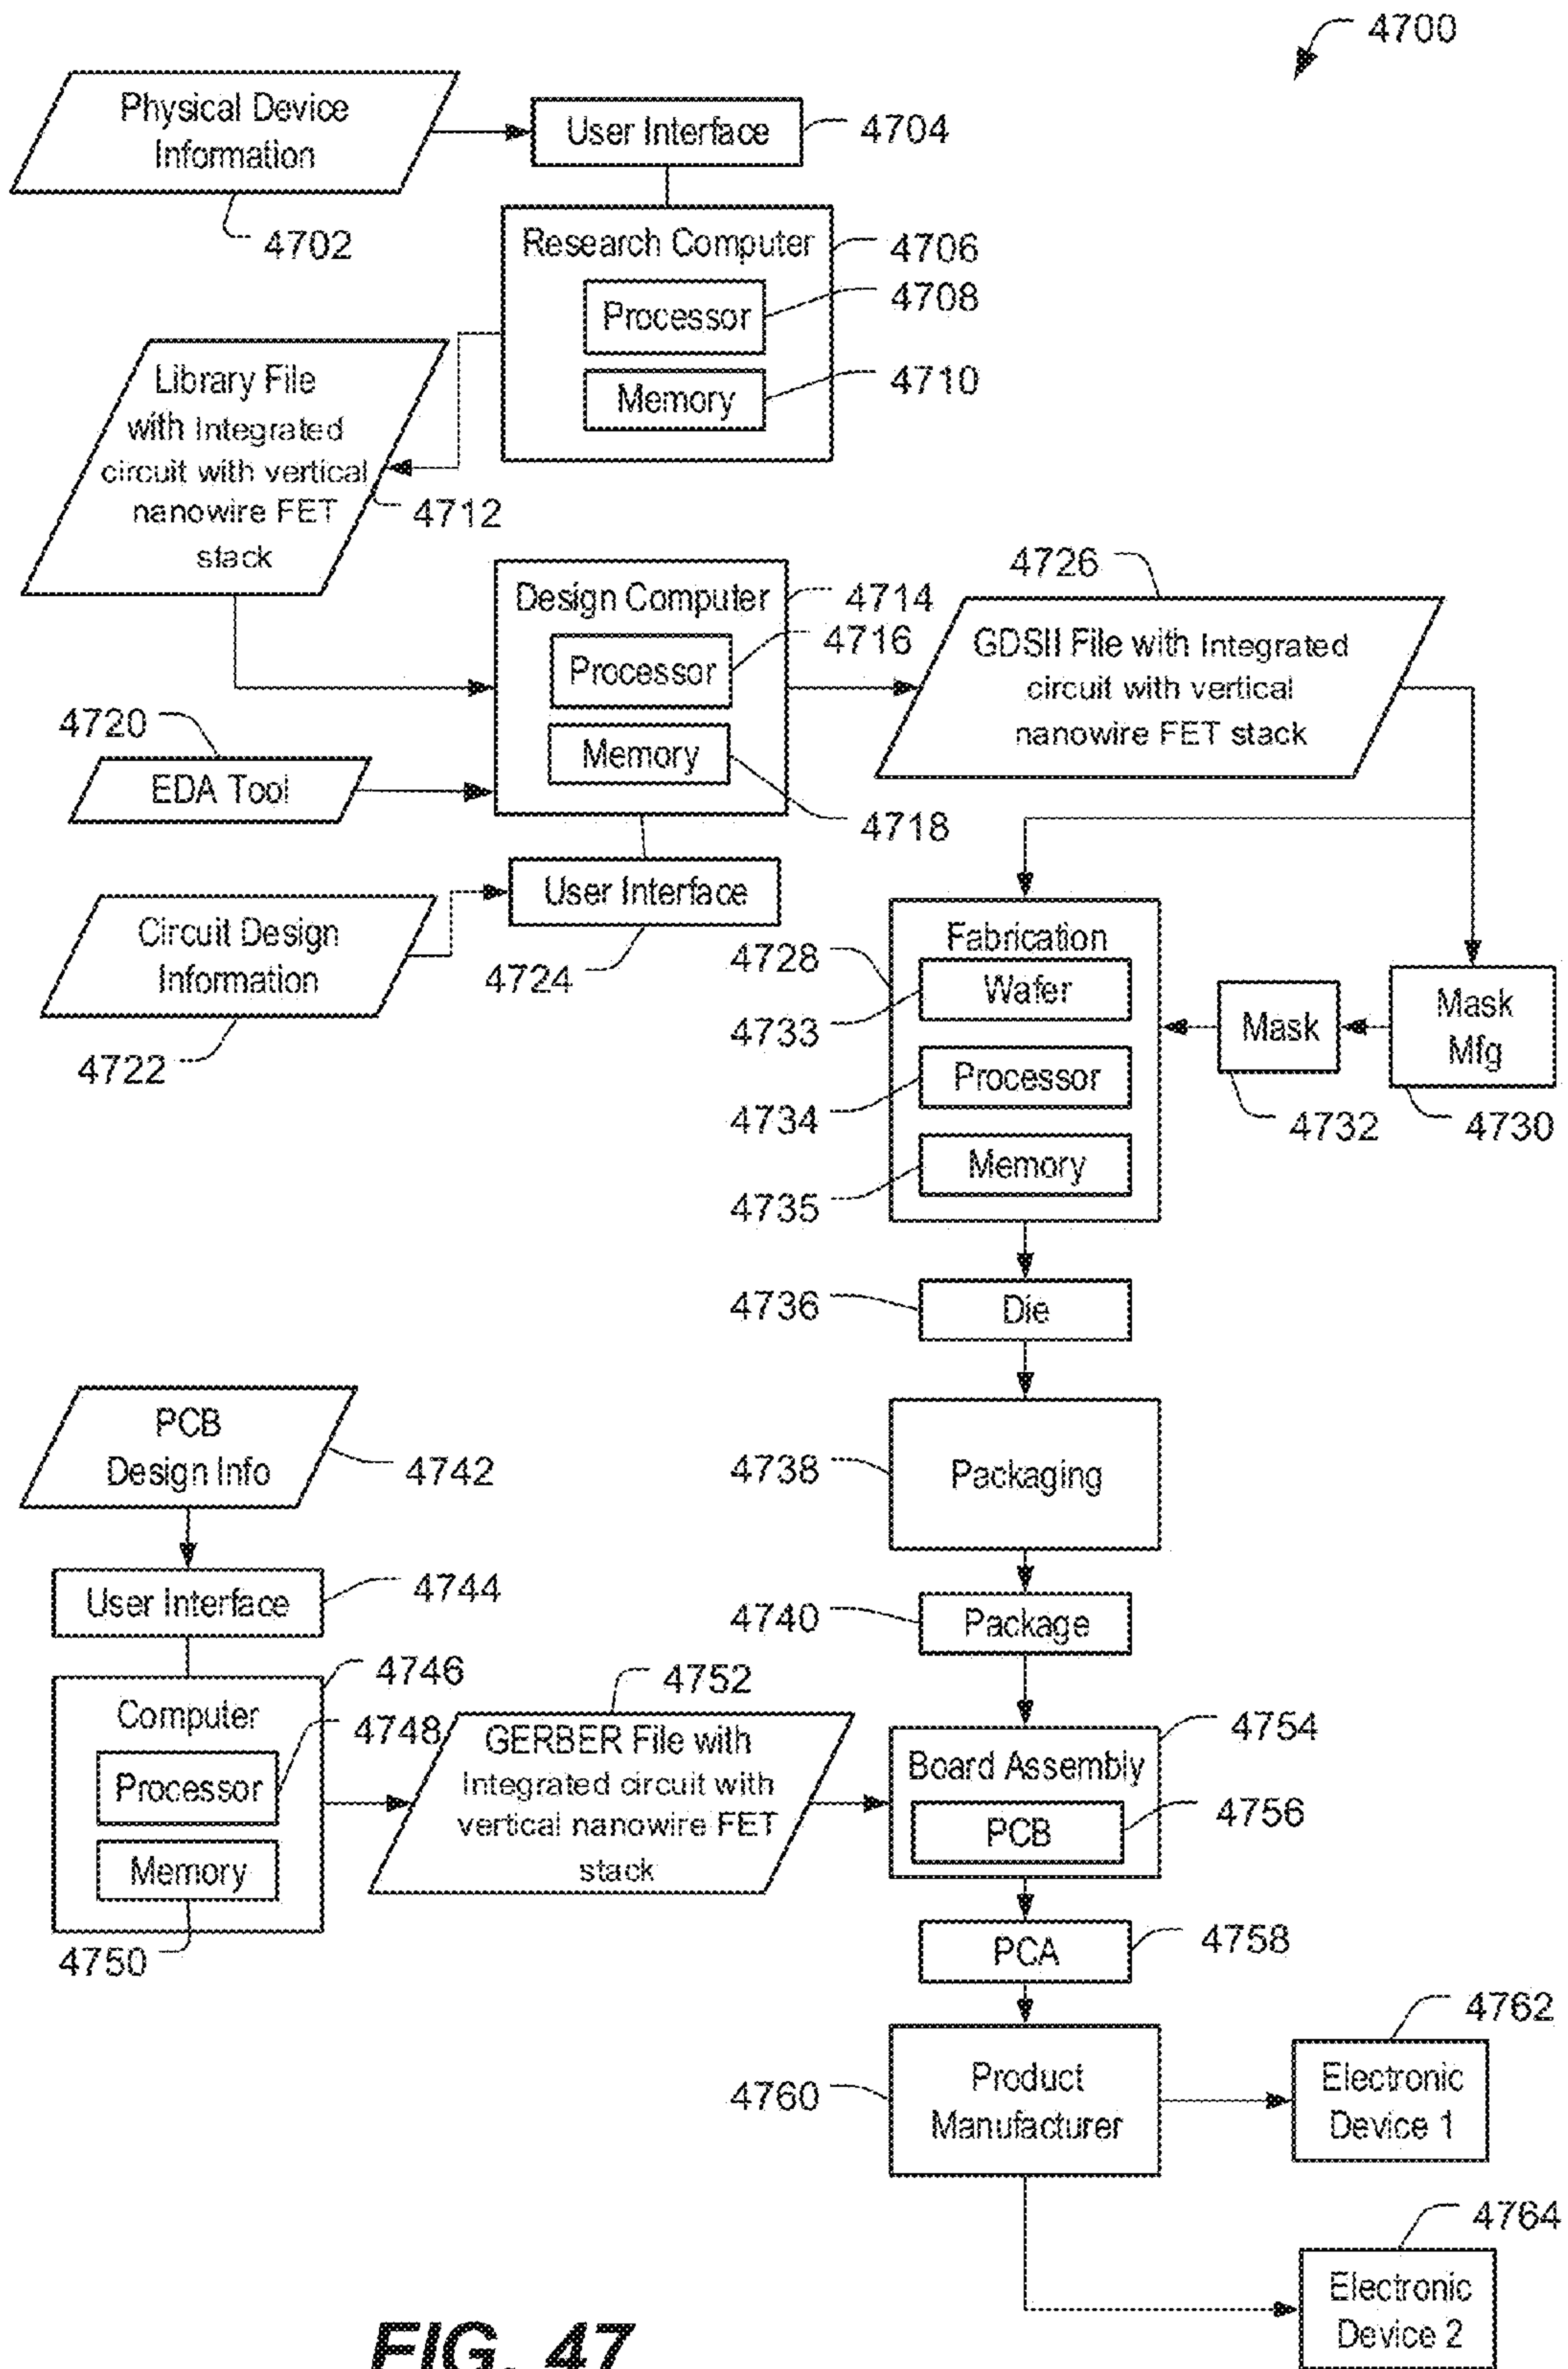 4700
Physical Device
Information
4702
User Interface
4704
Research Computer
4706
Processor
4708
Memory
4710
Library File
with Integrated
circuit with vertical
nanowire FET
stack
4712
Design Computer
4714
Processor
4716
Memory
4718
4720
EDA Tool
Circuit Design
Information
4722
User Interface
4724
4726
GDSII File with Integrated
circuit with vertical
nanowire FET stack
Fabrication
4728
Wafer
4733
Processor
4734
Memory
4735
Mask
4732
Mask
Mfg
4730
4736
Die
4738
Packaging
4740
Package
PCB
Design Info
4742
User Interface
4744
4746
Computer
4748
Processor
Memory
4750
4752
GERBER File with
Integrated circuit with
vertical nanowire FET
stack
4754
Board Assembly
PCB
4756
PCA
4758
4760
Product
Manufacturer
4762
Electronic
Device 1
4764
Electronic
Device 2
FIG. 47